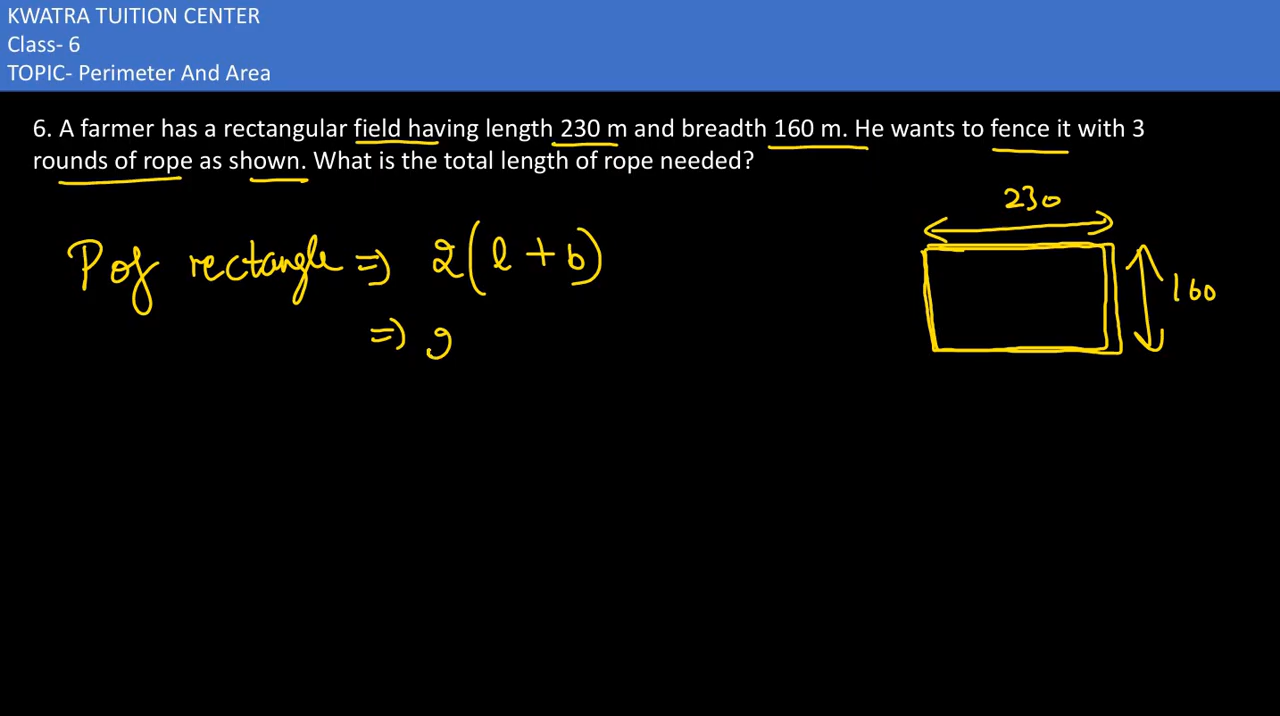 KWATRA TUITION CENTER
Class- 6
TOPIC- Perimeter And Area
6. A farmer has a rectangular field having length 230 m and breadth 160 m. He wants to fence it with 3
rounds of rope as shown. What is the total length of rope needed?
230
P of rectangle => 2(l + b)
160
=>